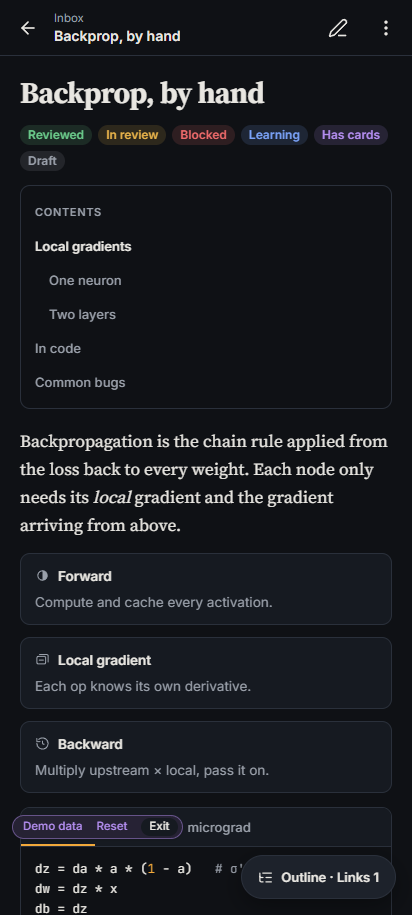 Inbox
Backprop, by hand
Backprop, by hand
Reviewed In review Blocked Learning Has cards
Draft
CONTENTS
Local gradients
One neuron
Two layers
In code
Common bugs
Backpropagation is the chain rule applied from
the loss back to every weight. Each node only
needs its local gradient and the gradient
arriving from above.
Forward
Compute and cache every activation.
Local gradient
Each op knows its own derivative.
Backward
Multiply upstream × local, pass it on.
Demo data Reset Exit micrograd
dz = da * a * (1 - a) # σ'
dw = dz * x
db = dz
Outline · Links 1